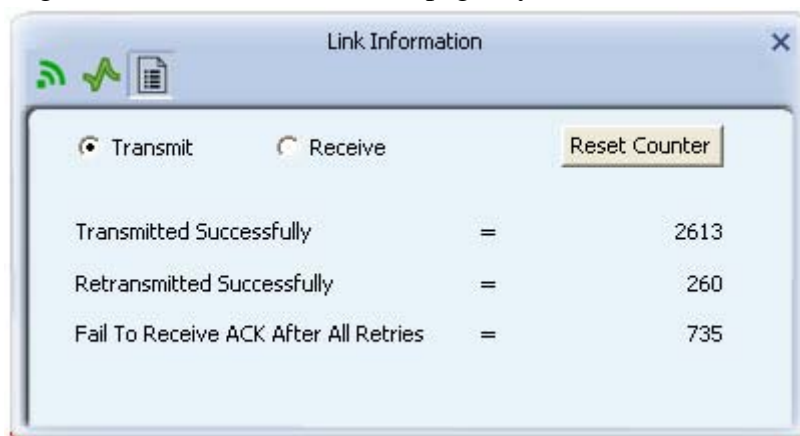 Link Information
Transmit Receive Reset Counter
Transmitted Successfully = 2613
Retransmitted Successfully = 260
Fail To Receive ACK After All Retries = 735